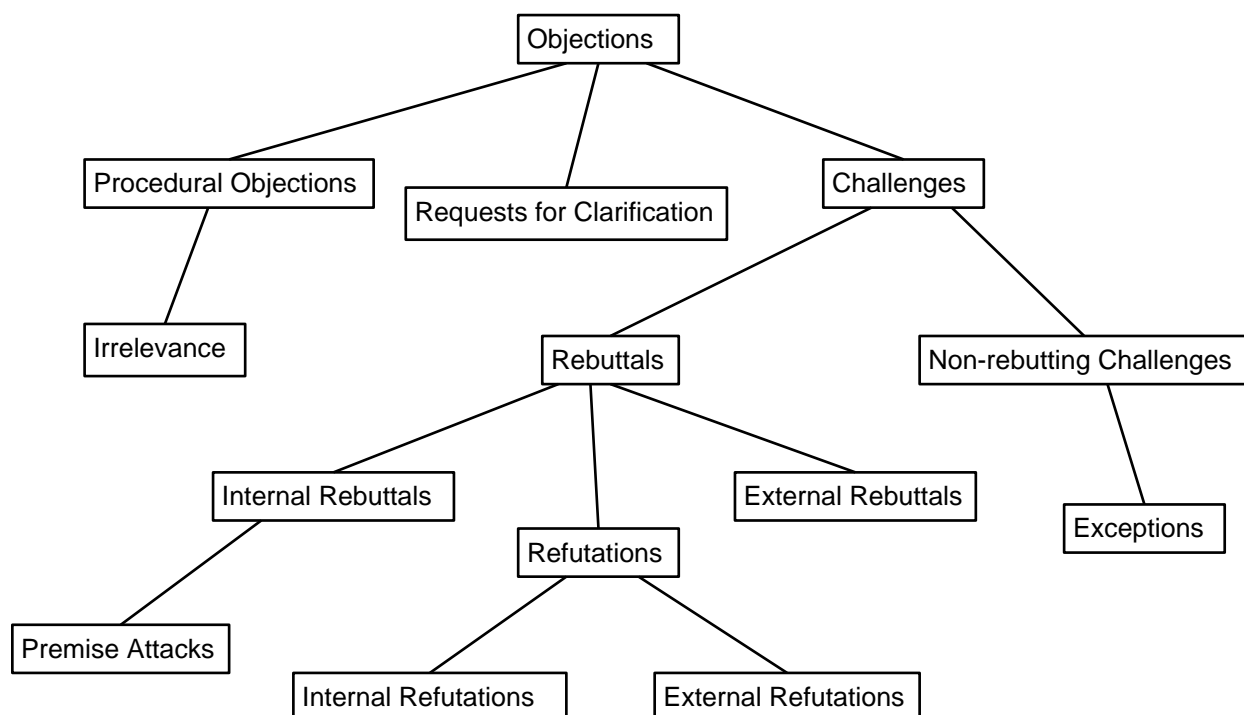 Objections
Procedural Objections
Requests for Clarification
Challenges
Irrelevance
Rebuttals
Non-rebutting Challenges
Internal Rebuttals
External Rebuttals
Refutations
Exceptions
Premise Attacks
Internal Refutations
External Refutations